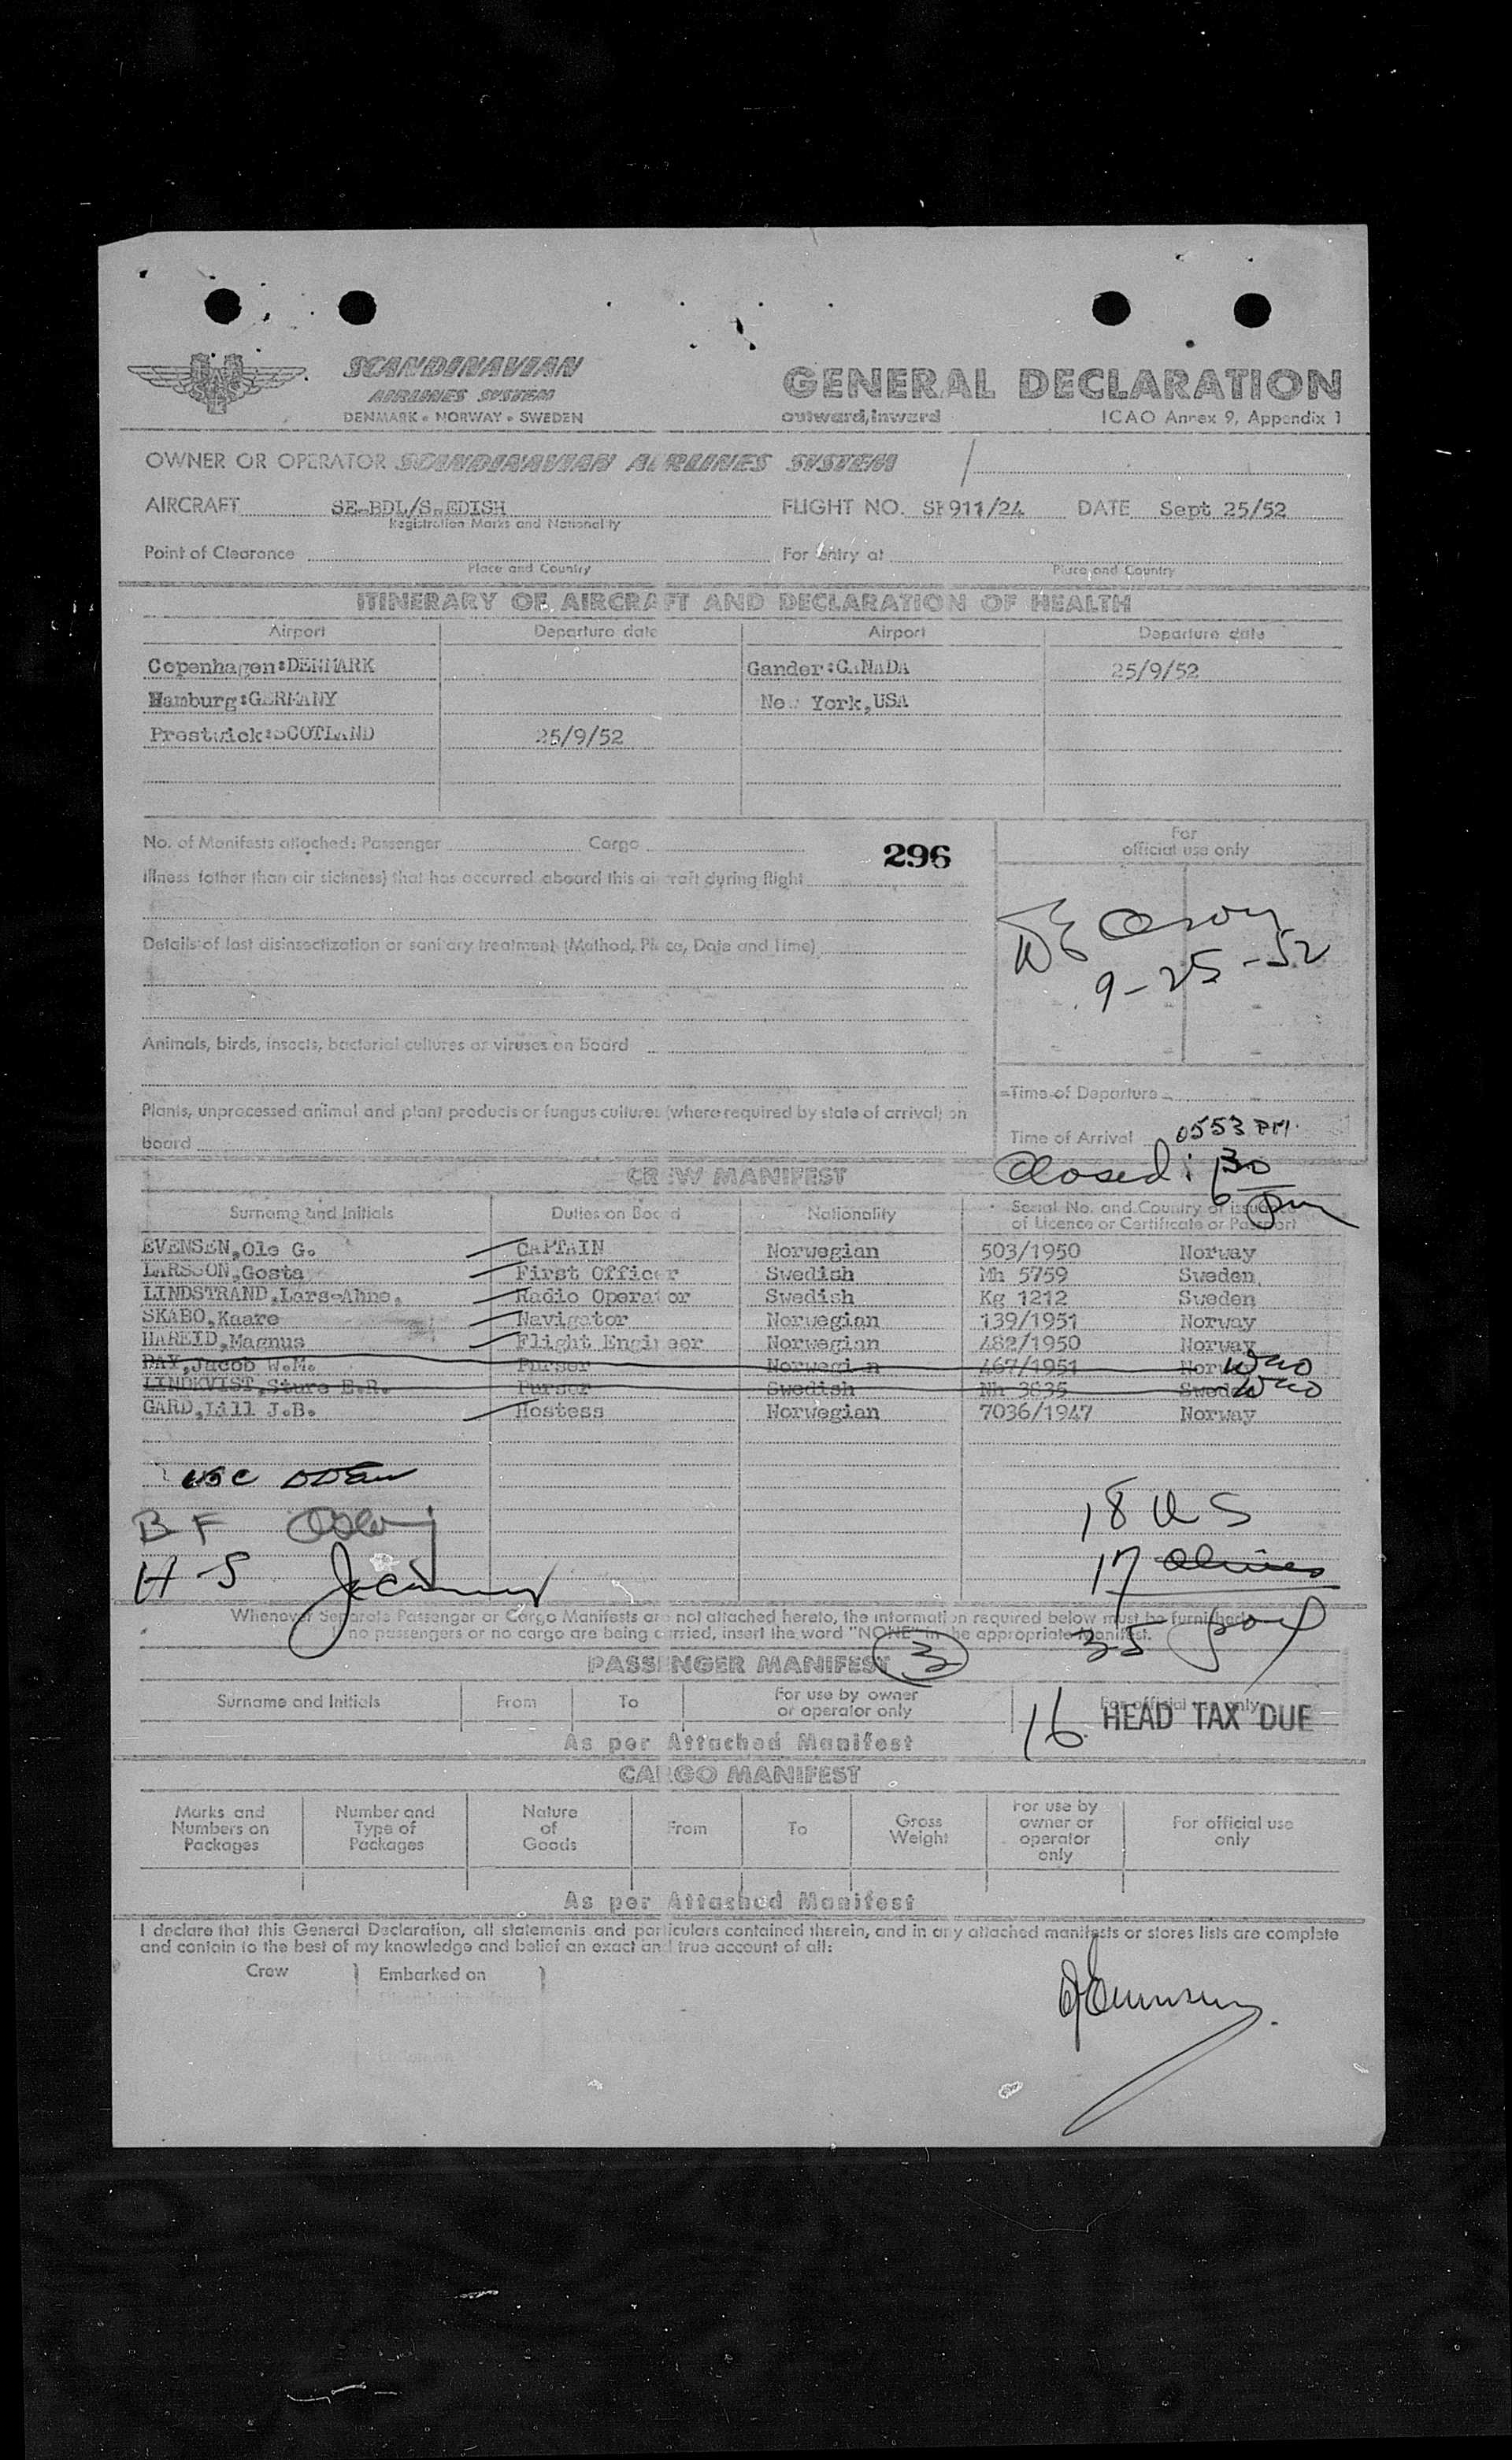 SCANDINAVIAN
AIRLINES SYSTEM
DENMARK • NORWAY • SWEDEN
GENERAL DECLARATION
outward, inward ICAO Annex 9, Appendix 1
OWNER OR OPERATOR SCANDINAVIAN AIRLINES SYSTEM
AIRCRAFT SE-BDL/S EDISH FLIGHT NO. SK911/24 DATE Sept 25/52
Registration Marks and Nationality
Point of Clearance For entry at
Place and Country Place and Country
ITINERARY OF AIRCRAFT AND DECLARATION OF HEALTH
Airport Departure date Airport Departure date
Copenhagen:DENMARK Gander:CANADA 25/9/52
Hamburg:GERMANY New York,USA
Prestwick:SCOTLAND 25/9/52
No. of Manifests attached: Passenger Cargo
296
For
official use only
Illness (other than air sickness) that has occurred aboard this aircraft during flight
9-25-52
Details of last disinsectization or sanitary treatment (Method, Place, Date and Time)
Animals, birds, insects, bacterial cultures or viruses on board
Time of Departure
Plants, unprocessed animal and plant products or fungus cultures (where required by state of arrival) on
board
Time of Arrival 0553 PM.
Closed: 6 30 pm
CREW MANIFEST
Surname and Initials Duties on Board Nationality Serial No. and Country of issuance
of Licence or Certificate or Passport
EVENSEN,Ole G. CAPTAIN Norwegian 503/1950 Norway
LARSSON,Gosta First Officer Swedish Mh 5759 Sweden
LINDSTRAND,Lars-Ahne. Radio Operator Swedish Kg 1212 Sweden
SKABO,Kaare Navigator Norwegian 139/1951 Norway
HAREID,Magnus Flight Engineer Norwegian 482/1950 Norway
PAY,Jacob W.M. Purser Norwegian 467/1951 Norway
LINDKVIST,Sture E.R. Purser Swedish Nh 3835 Sweden
GARD,Lill J.B. Hostess Norwegian 7036/1947 Norway
B F
H S
18 U S
17 Aliens
35
Whenever Separate Passenger or Cargo Manifests are not attached hereto, the information required below must be furnished.
If no passengers or no cargo are being carried, insert the word "NONE" in the appropriate Manifest.
PASSENGER MANIFEST 3
Surname and Initials From To For use by owner
or operator only For official use only
16 HEAD TAX DUE
As per Attached Manifest
CARGO MANIFEST
Marks and
Numbers on
Packages Number and
Type of
Packages Nature
of
Goods From To Gross
Weight For use by
owner or
operator
only For official use
only
As per Attached Manifest
I declare that this General Declaration, all statements and particulars contained therein, and in any attached manifests or stores lists are complete
and contain to the best of my knowledge and belief an exact and true account of all:
Crew Embarked on